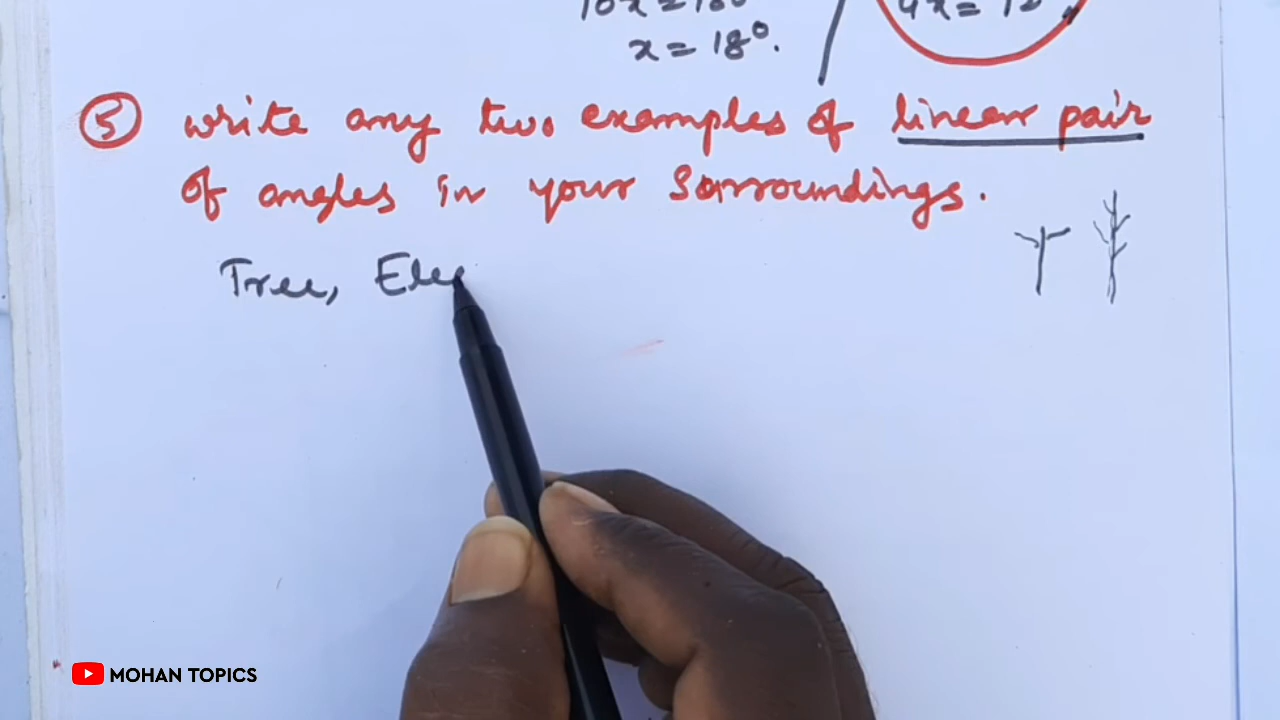 x = 18°.
5 write any two examples of linear pair
of angles in your Surroundings.
Tree, Ele
MOHAN TOPICS